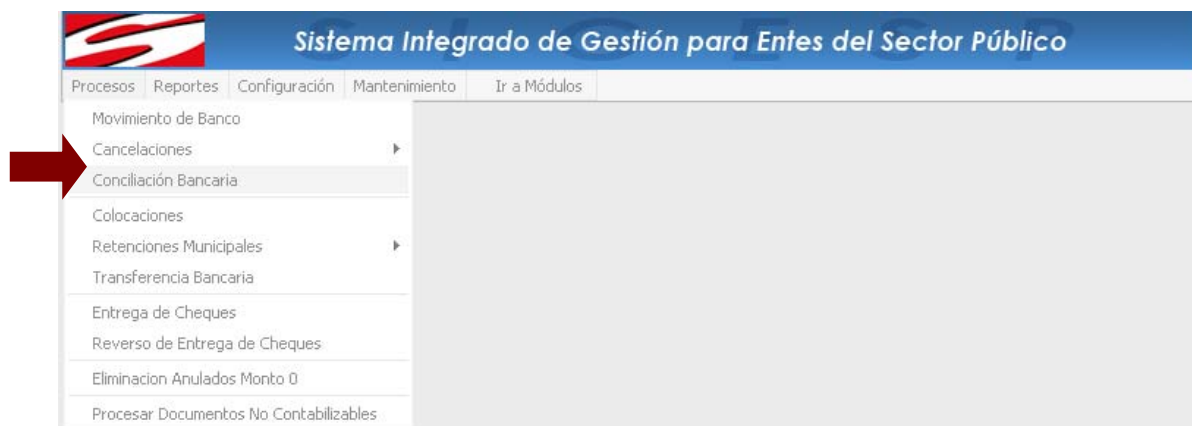 Sistema Integrado de Gestión para Entes del Sector Público
Procesos Reportes Configuración Mantenimiento Ir a Módulos
Movimiento de Banco
Cancelaciones
Conciliación Bancaria
Colocaciones
Retenciones Municipales
Transferencia Bancaria
Entrega de Cheques
Reverso de Entrega de Cheques
Eliminacion Anulados Monto 0
Procesar Documentos No Contabilizables